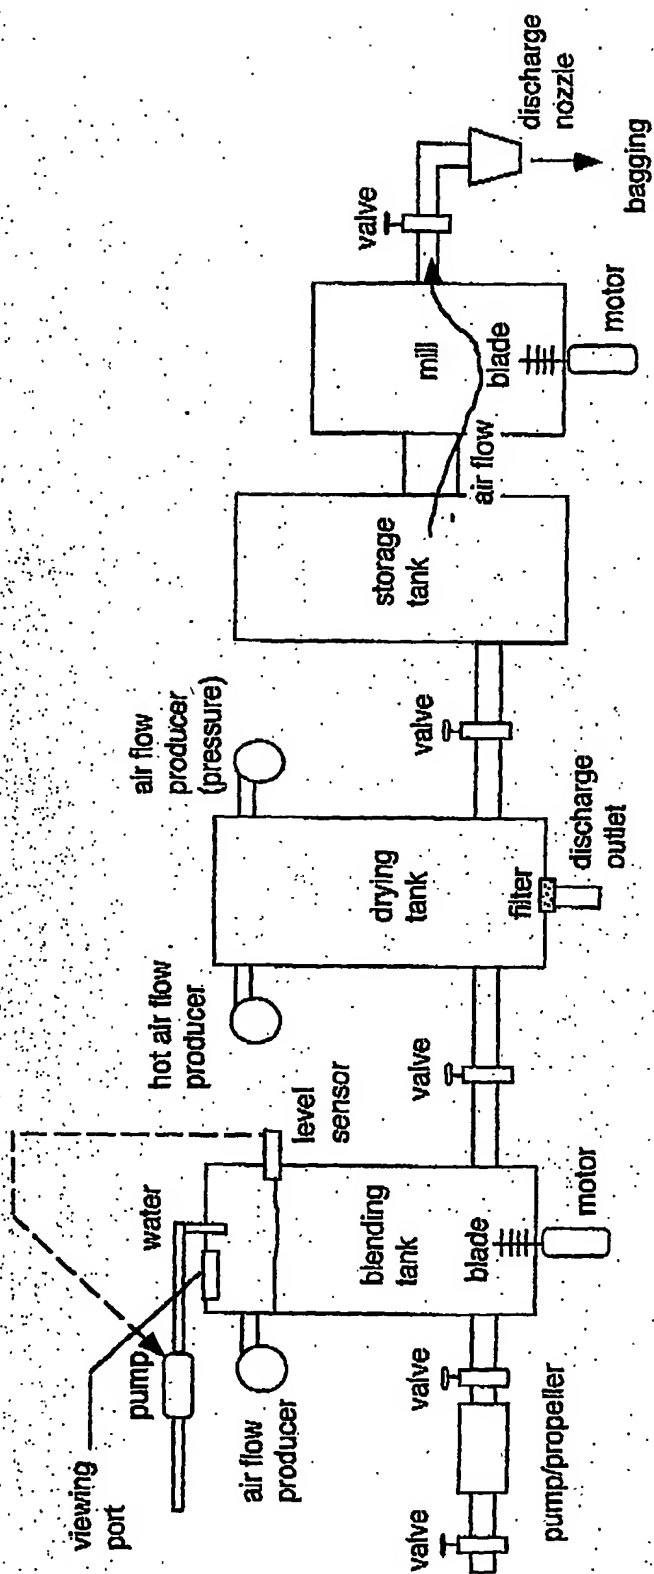 viewing
port
pump
water
air flow
producer
level
sensor
blending
tank
blade
motor
valve
pump/propeller
valve
valve
hot air flow
producer
air flow
producer
(pressure)
drying
tank
filter
discharge
outlet
valve
storage
tank
air flow
mill
blade
motor
valve
discharge
nozzle
bagging